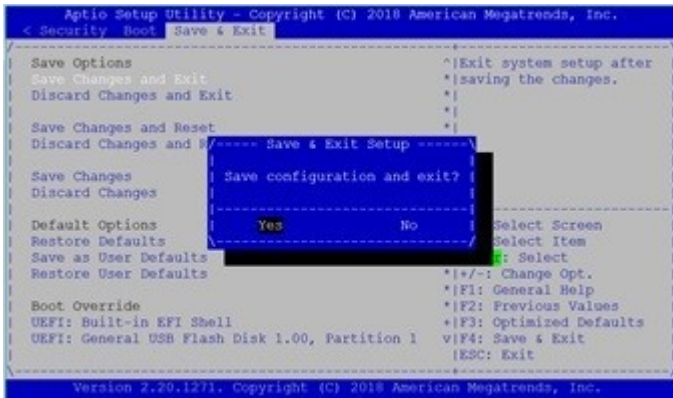 Aptio Setup Utility - Copyright (C) 2018 American Megatrends, Inc.
< Security Boot Save & Exit
Save Options
Save Changes and Exit
Discard Changes and Exit
Save Changes and Reset
Discard Changes and R
Save Changes
Discard Changes
Default Options
Restore Defaults
Save as User Defaults
Restore User Defaults
Boot Override
UEFI: Built-in EFI Shell
UEFI: General USB Flash Disk 1.00, Partition 1
Exit system setup after
saving the changes.
Save & Exit Setup
Save configuration and exit?
Yes No
Select Screen
Select Item
r: Select
+/-: Change Opt.
F1: General Help
F2: Previous Values
F3: Optimized Defaults
F4: Save & Exit
ESC: Exit
Version 2.20.1271. Copyright (C) 2018 American Megatrends, Inc.